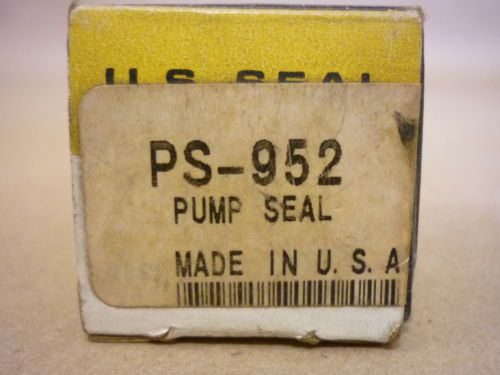 U.S. SEAL
PS-952
PUMP SEAL
MADE IN U.S.A